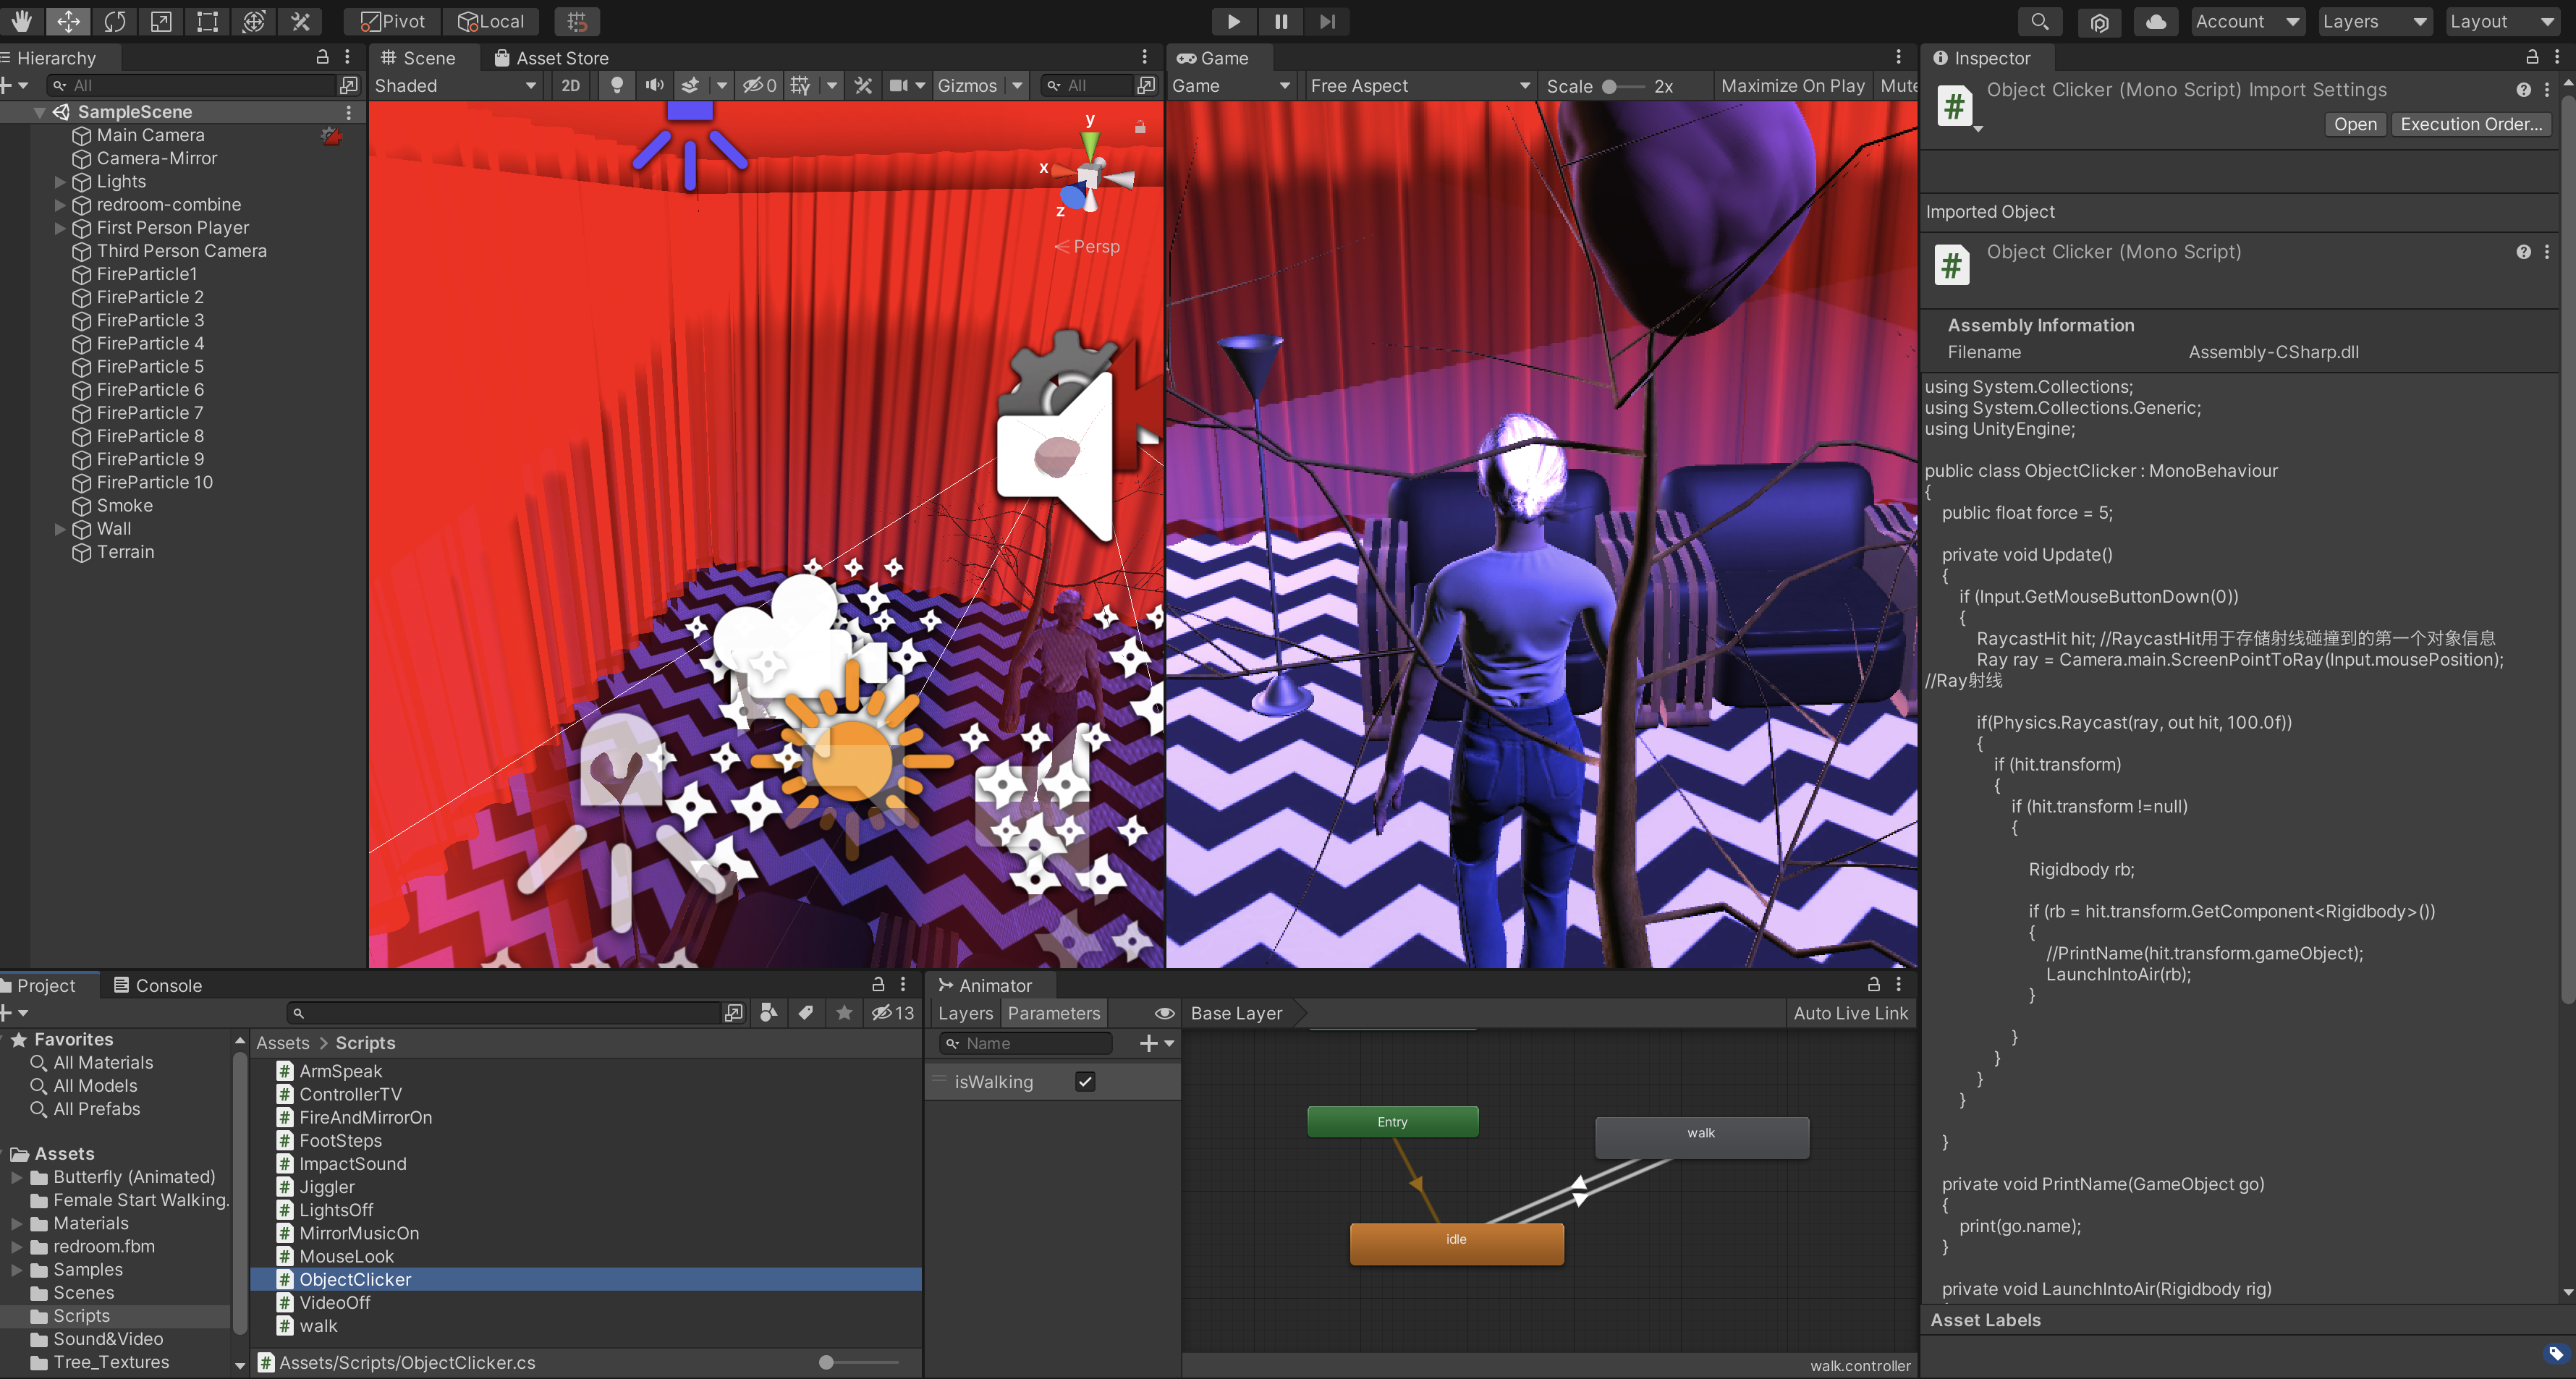 Pivot
Local
Account
Layers
Layout
Hierarchy
All
SampleScene
Main Camera
Camera-Mirror
Lights
redroom-combine
First Person Player
Third Person Camera
FireParticle1
FireParticle 2
FireParticle 3
FireParticle 4
FireParticle 5
FireParticle 6
FireParticle 7
FireParticle 8
FireParticle 9
FireParticle 10
Smoke
Wall
Terrain
Scene
Asset Store
Shaded
2D
0
Gizmos
All
y
x
z
Persp
Game
Game
Free Aspect
Scale
2x
Maximize On Play
Mute
Inspector
Object Clicker (Mono Script) Import Settings
Open
Execution Order...
Imported Object
Object Clicker (Mono Script)
Assembly Information
Filename
Assembly-CSharp.dll
using System.Collections;
using System.Collections.Generic;
using UnityEngine;
public class ObjectClicker : MonoBehaviour
{
public float force = 5;
private void Update()
{
if (Input.GetMouseButtonDown(0))
{
RaycastHit hit; //RaycastHit用于存储射线碰撞到的第一个对象信息
Ray ray = Camera.main.ScreenPointToRay(Input.mousePosition);
//Ray射线
if(Physics.Raycast(ray, out hit, 100.0f))
{
if (hit.transform)
{
if (hit.transform !=null)
{
Rigidbody rb;
if (rb = hit.transform.GetComponent<Rigidbody>())
{
//PrintName(hit.transform.gameObject);
LaunchIntoAir(rb);
}
}
}
}
}
}
private void PrintName(GameObject go)
{
print(go.name);
}
private void LaunchIntoAir(Rigidbody rig)
Asset Labels
Project
Console
13
Favorites
All Materials
All Models
All Prefabs
Assets
Butterfly (Animated)
Female Start Walking.
Materials
redroom.fbm
Samples
Scenes
Scripts
Sound&Video
Tree_Textures
Assets > Scripts
ArmSpeak
ControllerTV
FireAndMirrorOn
FootSteps
ImpactSound
Jiggler
LightsOff
MirrorMusicOn
MouseLook
ObjectClicker
VideoOff
walk
Assets/Scripts/ObjectClicker.cs
Animator
Layers
Parameters
Base Layer
Auto Live Link
Name
isWalking
Entry
walk
idle
walk.controller